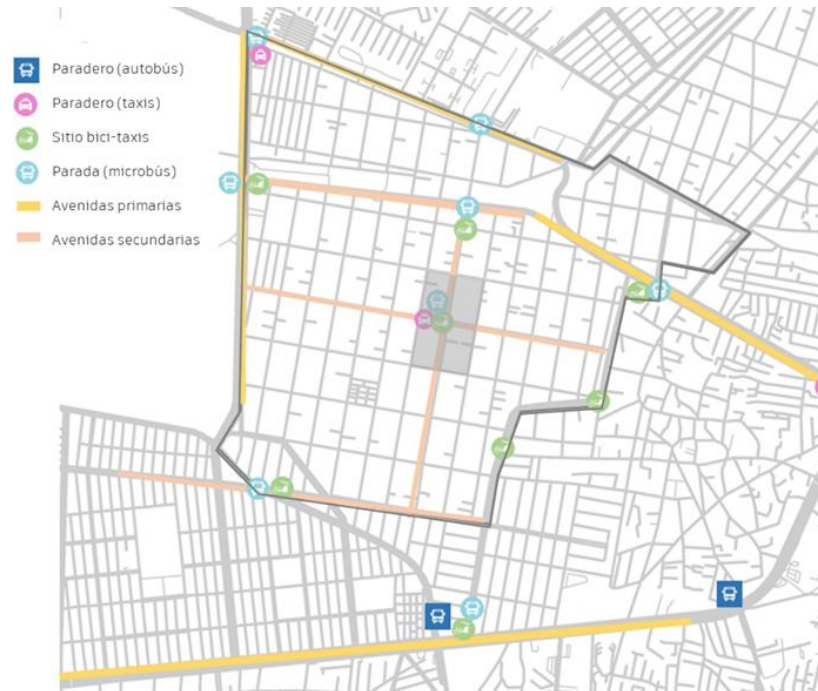 Paradero (autobús)
Paradero (taxis)
Sitio bici-taxis
Parada (microbús)
Avenidas primarias
Avenidas secundarias